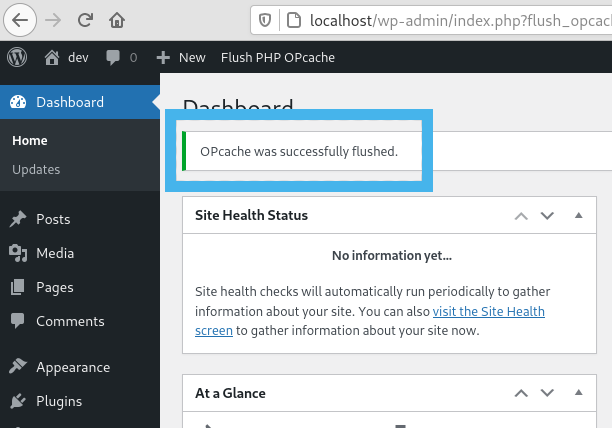 localhost/wp-admin/index.php?flush_opcac
dev 0 New Flush PHP OPcache
Dashboard
Home
Updates
Posts
Media
Pages
Comments
Appearance
Plugins
Dashboard
OPcache was successfully flushed.
Site Health Status
No information yet...
Site health checks will automatically run periodically to gather
information about your site. You can also visit the Site Health
screen to gather information about your site now.
At a Glance